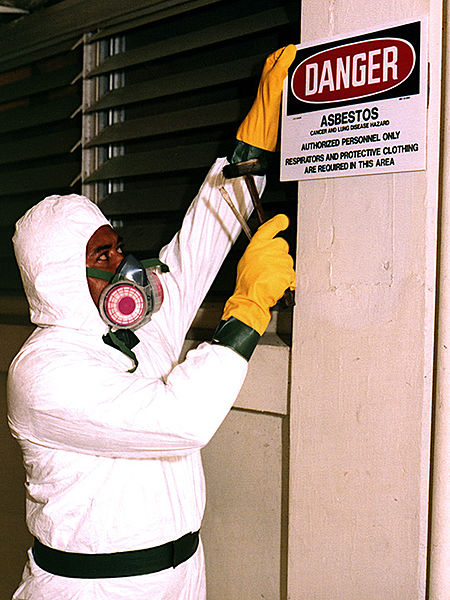 DANGER
ASBESTOS
CANCER AND LUNG DISEASE HAZARD
AUTHORIZED PERSONNEL ONLY
RESPIRATORS AND PROTECTIVE CLOTHING
ARE REQUIRED IN THIS AREA